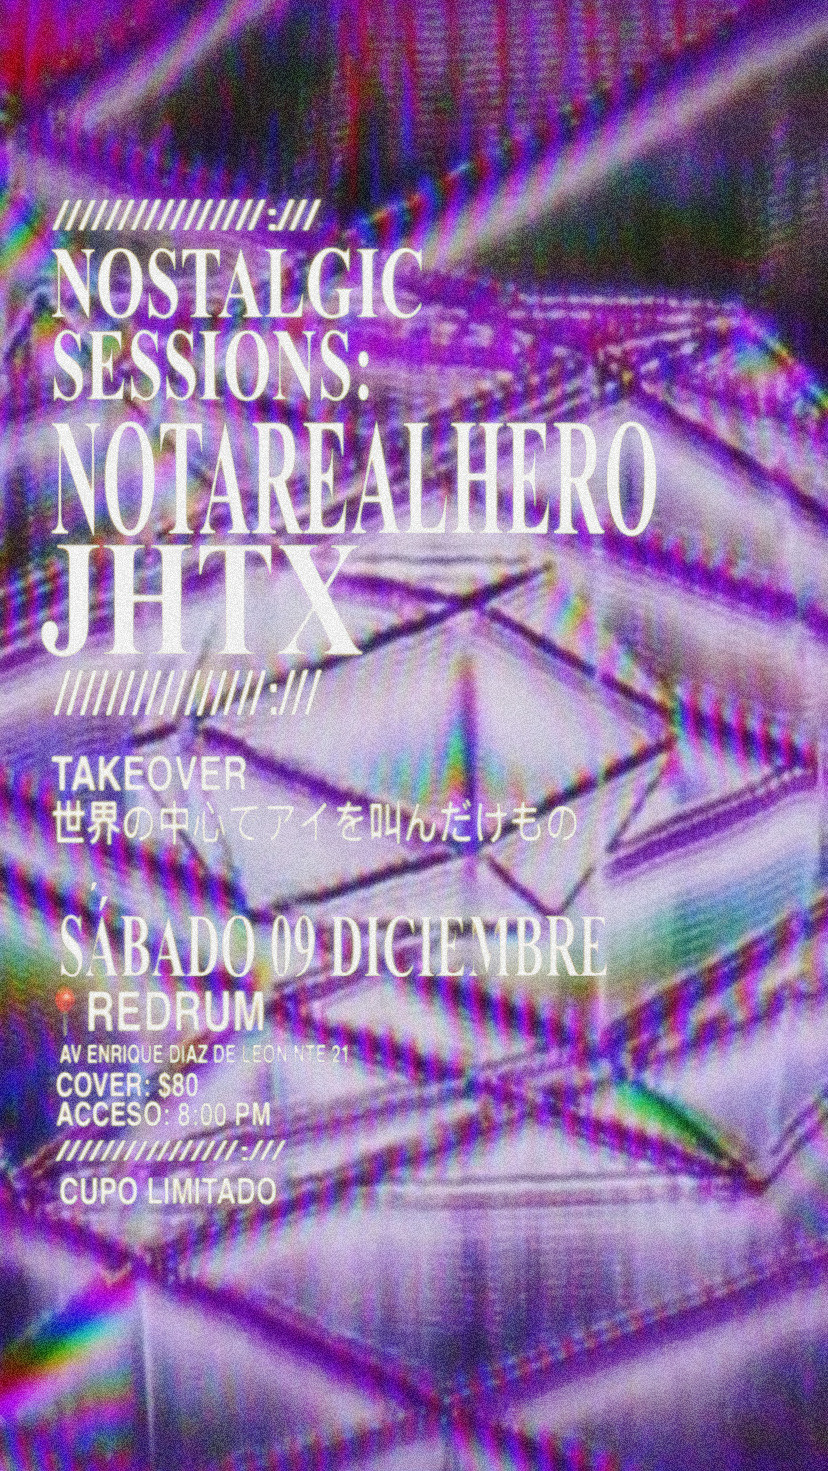 ///////////////:///
NOSTALGIC
SESSIONS:
NOTAREALHERO
JHTX
///////////////:///
TAKEOVER
世界の中心てアイを叫んだけもの
SÁBADO 09 DICIEMBRE
📍 REDRUM
AV ENRIQUE DIAZ DE LEON NTE 21
COVER: $80
ACCESO: 8:00 PM
///////////////:///
CUPO LIMITADO